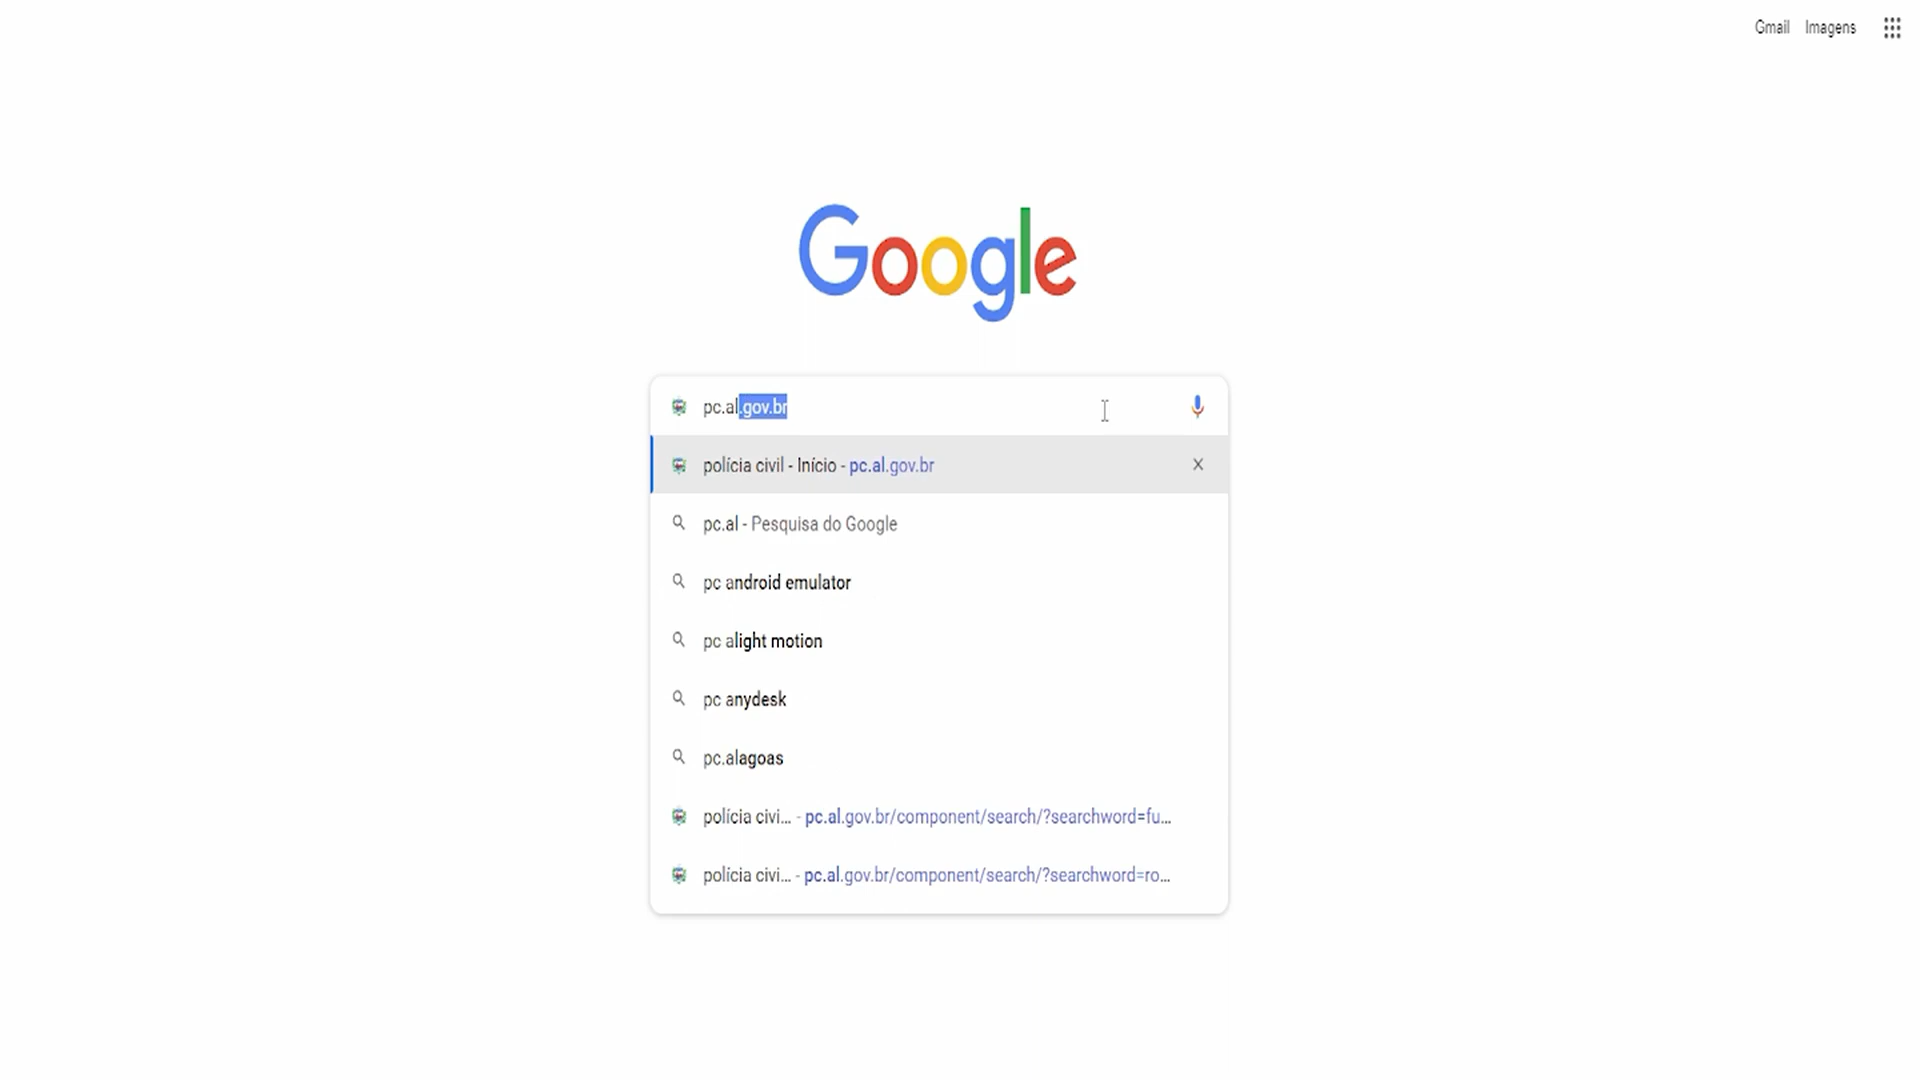 Gmail Imagens
Google
pc.al.gov.br
polícia civil - Início - pc.al.gov.br
pc.al - Pesquisa do Google
pc android emulator
pc alight motion
pc anydesk
pc.alagoas
polícia civi... - pc.al.gov.br/component/search/?searchword=fu...
polícia civi... - pc.al.gov.br/component/search/?searchword=ro...